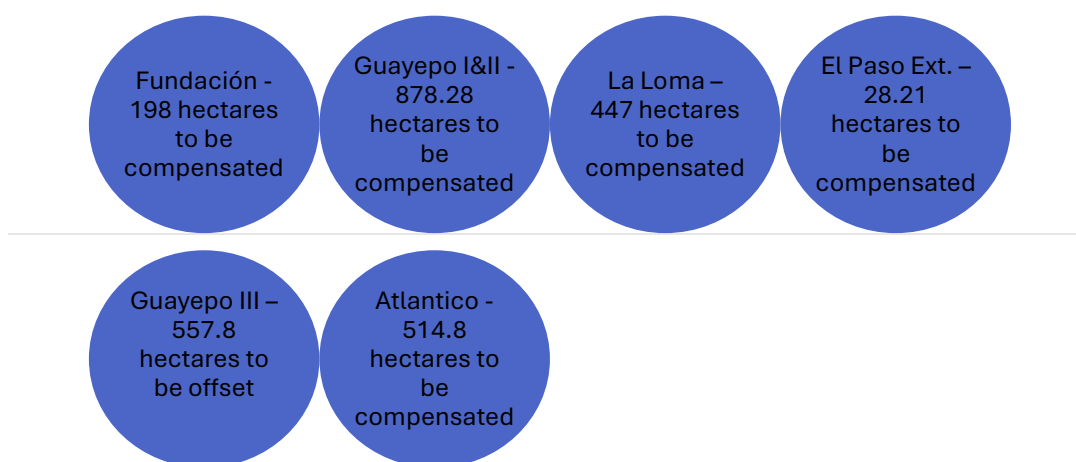 Fundación -
198 hectares
to be
compensated
Guayepo I&II -
878.28
hectares to
be
compensated
La Loma –
447 hectares
to be
compensated
El Paso Ext. –
28.21
hectares to
be
compensated
Guayepo III –
557.8
hectares to
be offset
Atlantico -
514.8
hectares to
be
compensated